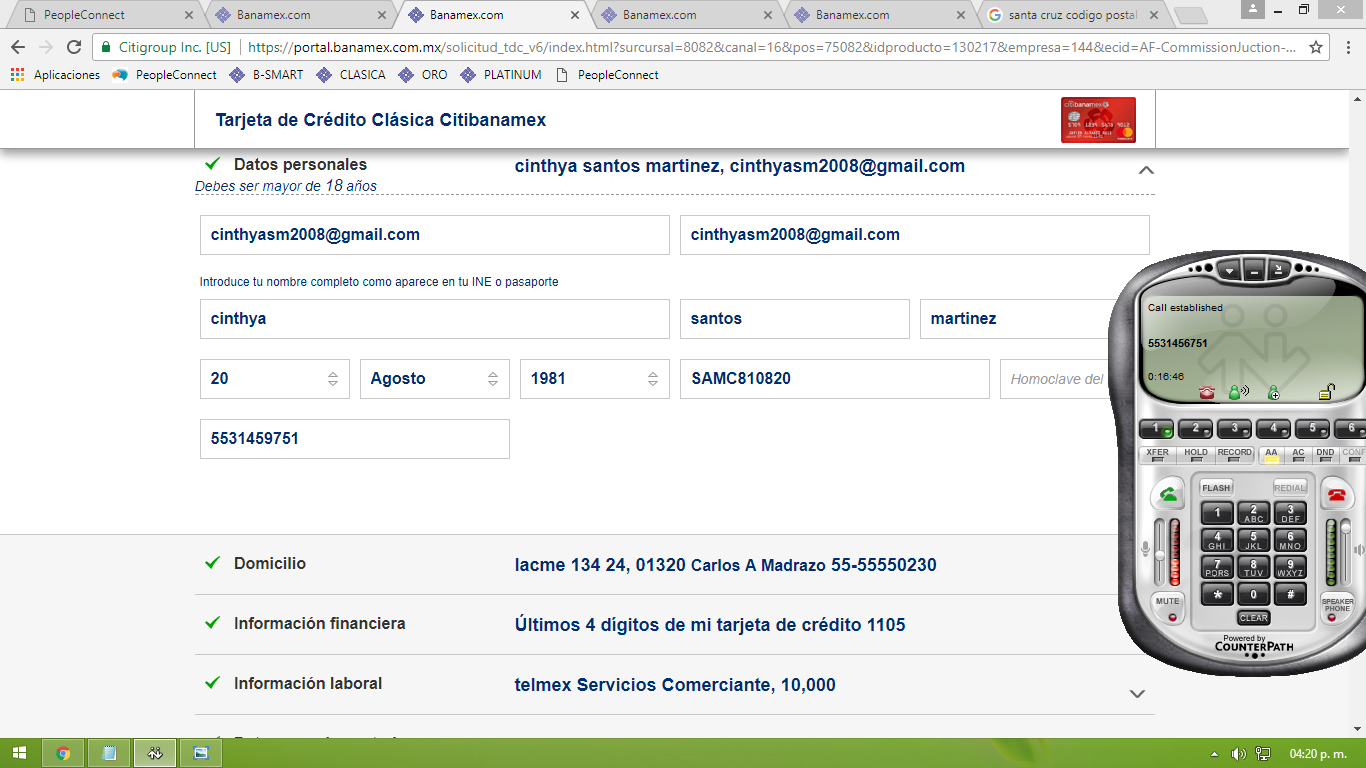 PeopleConnect
Banamex.com
Banamex.com
Banamex.com
Banamex.com
santa cruz codigo postal
Citigroup Inc. [US]
https://portal.banamex.com.mx/solicitud_tdc_v6/index.html?surcursal=8082&canal=16&pos=75082&idproducto=130217&empresa=144&ecid=AF-CommissionJuction-...
Aplicaciones
PeopleConnect
B-SMART
CLASICA
ORO
PLATINUM
PeopleConnect
Tarjeta de Crédito Clásica Citibanamex
citibanamex
Datos personales
cinthya santos martinez, cinthyasm2008@gmail.com
Debes ser mayor de 18 años
cinthyasm2008@gmail.com
cinthyasm2008@gmail.com
Introduce tu nombre completo como aparece en tu INE o pasaporte
cinthya
santos
martinez
20
Agosto
1981
SAMC810820
Homoclave del
5531459751
Domicilio
lacme 134 24, 01320 Carlos A Madrazo 55-55550230
Información financiera
Últimos 4 dígitos de mi tarjeta de crédito 1105
Información laboral
telmex Servicios Comerciante, 10,000
Call established
5531456751
0:16:46
1 2 3 4 5 6
XFER HOLD RECORD AA AC DND CONF
FLASH REDIAL
1 2 ABC 3 DEF
4 GHI 5 JKL 6 MNO
7 PQRS 8 TUV 9 WXYZ
* 0 #
MUTE
SPEAKER PHONE
CLEAR
Powered by
COUNTERPATH
04:20 p. m.